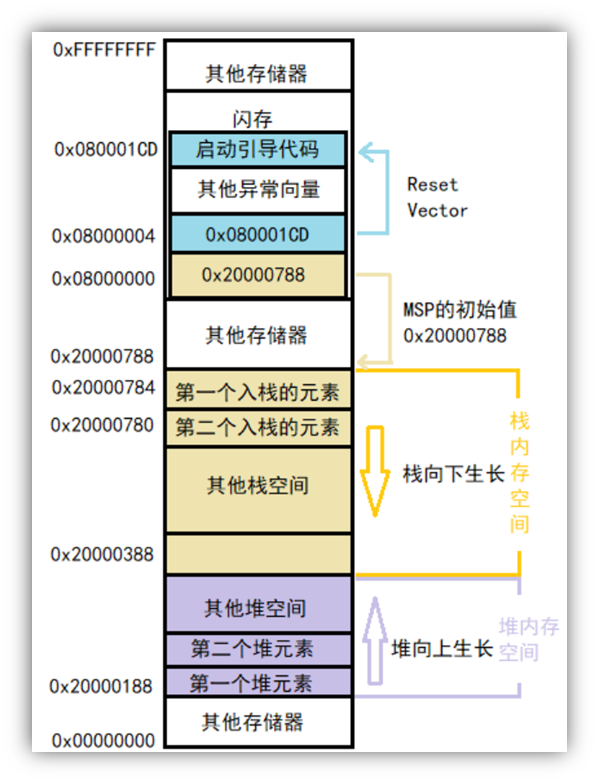 0xFFFFFFFF
其他存储器
闪存
0x080001CD
启动引导代码
其他异常向量
Reset
Vector
0x08000004
0x080001CD
0x08000000
0x20000788
MSP的初始值
0x20000788
其他存储器
0x20000788
0x20000784
第一个入栈的元素
0x20000780
第二个入栈的元素
栈内存空间
其他栈空间
栈向下生长
0x20000388
其他堆空间
堆内存
空间
第二个堆元素
堆向上生长
0x20000188
第一个堆元素
其他存储器
0x00000000